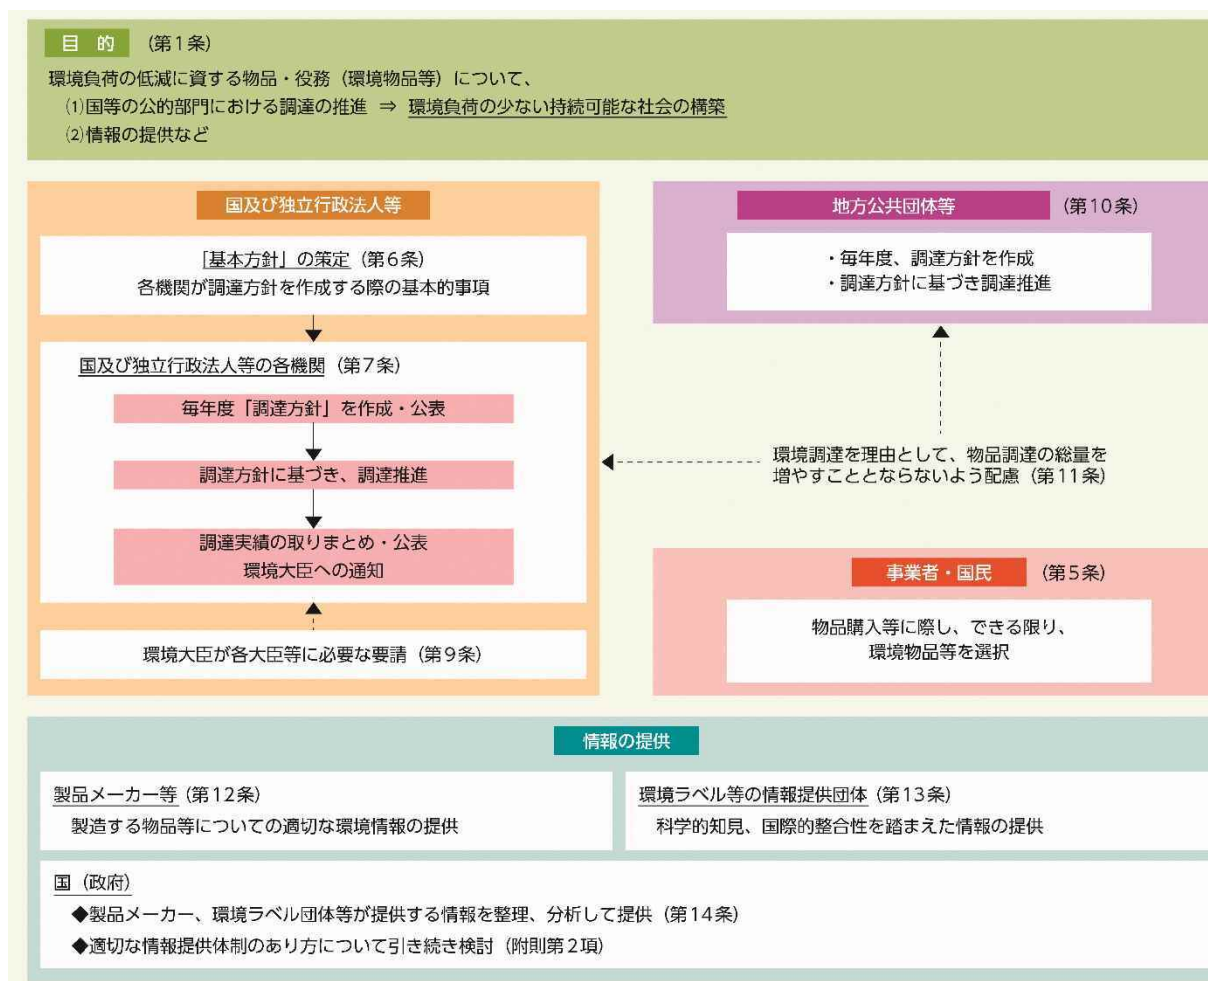 目 的 (第1条)
環境負荷の低減に資する物品・役務（環境物品等）について、
⑴国等の公的部門における調達の推進 ⇒ 環境負荷の少ない持続可能な社会の構築
⑵情報の提供など
国及び独立行政法人等
「基本方針」の策定（第6条）
各機関が調達方針を作成する際の基本的事項
国及び独立行政法人等の各機関（第7条）
毎年度「調達方針」を作成・公表
調達方針に基づき、調達推進
調達実績の取りまとめ・公表
環境大臣への通知
環境大臣が各大臣等に必要な要請（第9条）
地方公共団体等 （第10条）
・毎年度、調達方針を作成
・調達方針に基づき調達推進
環境調達を理由として、物品調達の総量を
増やすこととならないよう配慮（第11条）
事業者・国民 （第5条）
物品購入等に際し、できる限り、
環境物品等を選択
情報の提供
製品メーカー等（第12条）
製造する物品等についての適切な環境情報の提供
環境ラベル等の情報提供団体（第13条）
科学的知見、国際的整合性を踏まえた情報の提供
国（政府）
◆製品メーカー、環境ラベル団体等が提供する情報を整理、分析して提供（第14条）
◆適切な情報提供体制のあり方について引き続き検討（附則第2項）